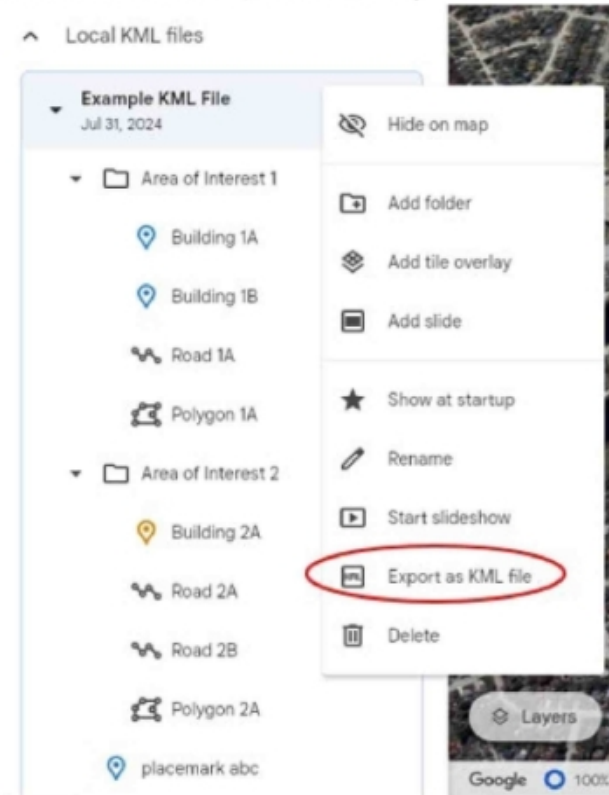 Local KML files
Example KML File
Jul 31, 2024
Area of Interest 1
Building 1A
Building 1B
Road 1A
Polygon 1A
Area of Interest 2
Building 2A
Road 2A
Road 2B
Polygon 2A
placemark abc
Hide on map
Add folder
Add tile overlay
Add slide
Show at startup
Rename
Start slideshow
Export as KML file
Delete
Layers
Google 100%